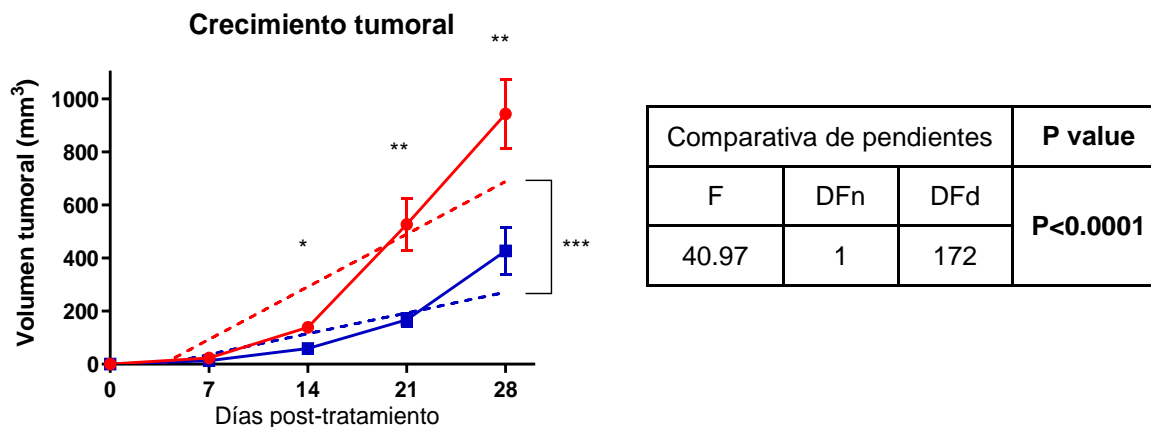 Crecimiento tumoral
Volumen tumoral (mm³)
1000
800
600
400
200
0
0 7 14 21 28
Días post-tratamiento
*
**
**
***
Comparativa de pendientes P value
F DFn DFd P<0.0001
40.97 1 172